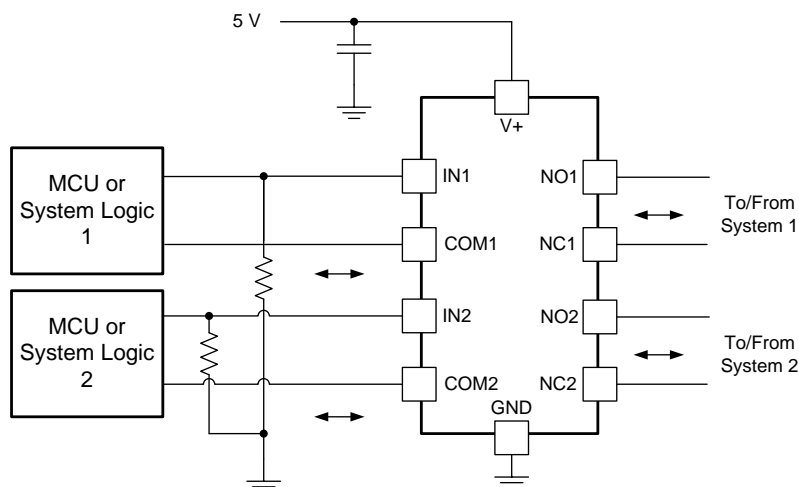 5 V
V+
MCU or
System Logic
1
IN1
NO1
To/From
System 1
COM1
NC1
MCU or
System Logic
2
IN2
NO2
To/From
System 2
COM2
NC2
GND